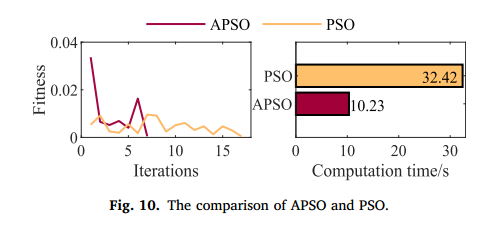 APSO PSO
0.04
0.02
0
Fitness
0 5 10 15
Iterations
PSO
APSO
32.42
10.23
0 10 20 30
Computation time/s
Fig. 10. The comparison of APSO and PSO.